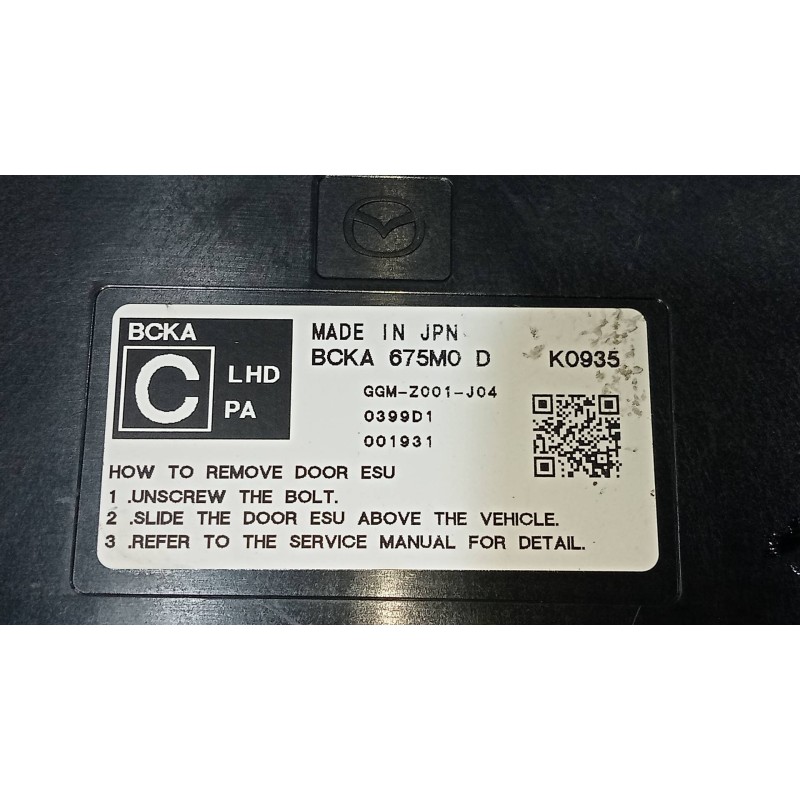 BCKA
C
LHD
PA
MADE IN JPN
BCKA 675M0 D K0935
GGM-Z001-J04
0399D1
001931
HOW TO REMOVE DOOR ESU
1 .UNSCREW THE BOLT.
2 .SLIDE THE DOOR ESU ABOVE THE VEHICLE.
3 .REFER TO THE SERVICE MANUAL FOR DETAIL.